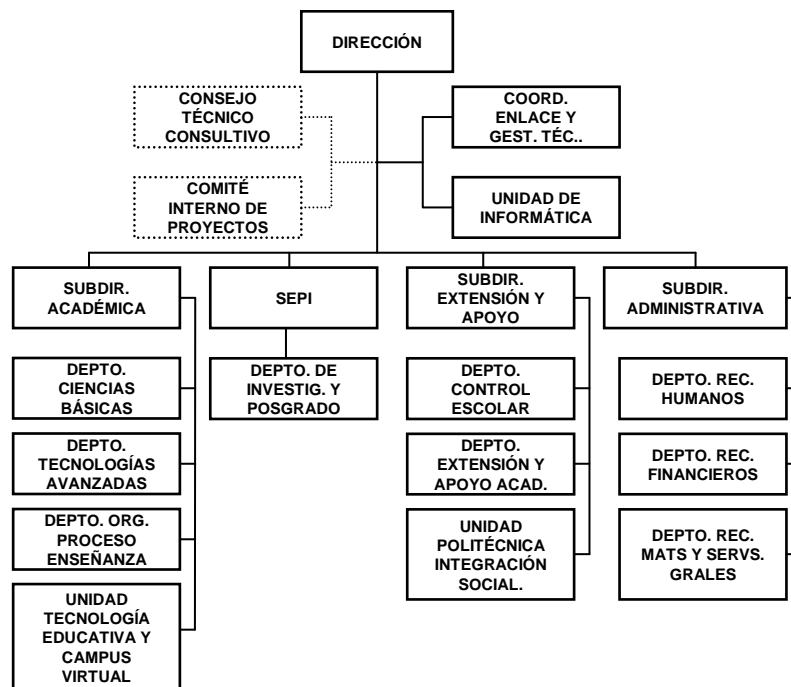 DIRECCIÓN
CONSEJO
TÉCNICO
CONSULTIVO
COORD.
ENLACE Y
GEST. TÉC..
COMITÉ
INTERNO DE
PROYECTOS
UNIDAD DE
INFORMÁTICA
SUBDIR.
ACADÉMICA
SEPI
SUBDIR.
EXTENSIÓN Y
APOYO
SUBDIR.
ADMINISTRATIVA
DEPTO.
CIENCIAS
BÁSICAS
DEPTO. DE
INVESTIG. Y
POSGRADO
DEPTO.
CONTROL
ESCOLAR
DEPTO. REC.
HUMANOS
DEPTO.
TECNOLOGÍAS
AVANZADAS
DEPTO.
EXTENSIÓN Y
APOYO ACAD.
DEPTO. REC.
FINANCIEROS
DEPTO. ORG.
PROCESO
ENSEÑANZA
UNIDAD
POLITÉCNICA
INTEGRACIÓN
SOCIAL.
DEPTO. REC.
MATS Y SERVS.
GRALES
UNIDAD
TECNOLOGÍA
EDUCATIVA Y
CAMPUS
VIRTUAL